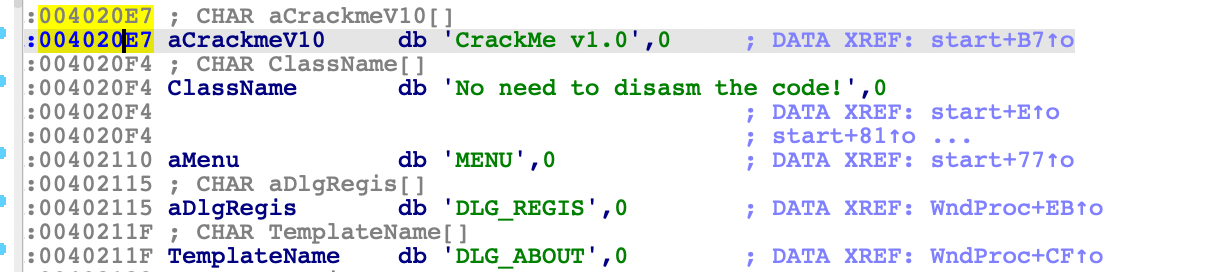 :004020E7 ; CHAR aCrackmeV10[]
:004020E7 aCrackmeV10 db 'CrackMe v1.0',0 ; DATA XREF: start+B7↑o
:004020F4 ; CHAR ClassName[]
:004020F4 ClassName db 'No need to disasm the code!',0
:004020F4 ; DATA XREF: start+E↑o
:004020F4 ; start+81↑o ...
:00402110 aMenu db 'MENU',0 ; DATA XREF: start+77↑o
:00402115 ; CHAR aDlgRegis[]
:00402115 aDlgRegis db 'DLG_REGIS',0 ; DATA XREF: WndProc+EB↑o
:0040211F ; CHAR TemplateName[]
:0040211F TemplateName db 'DLG_ABOUT',0 ; DATA XREF: WndProc+CF↑o